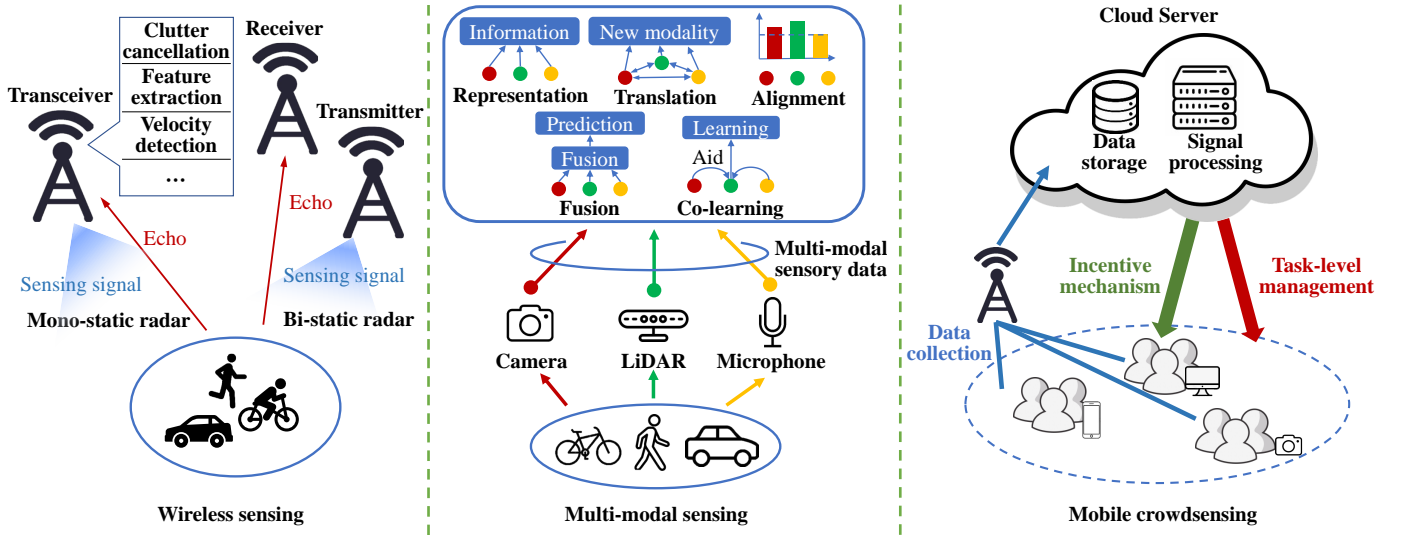 Clutter
cancellation
Feature
extraction
Velocity
detection
...
Receiver
Transceiver
Transmitter
Echo
Echo
Sensing signal
Sensing signal
Mono-static radar
Bi-static radar
Wireless sensing
Information
New modality
Representation
Translation
Alignment
Prediction
Fusion
Fusion
Learning
Aid
Co-learning
Multi-modal
sensory data
Camera
LiDAR
Microphone
Multi-modal sensing
Cloud Server
Data
storage
Signal
processing
Incentive
mechanism
Task-level
management
Data
collection
Mobile crowdsensing